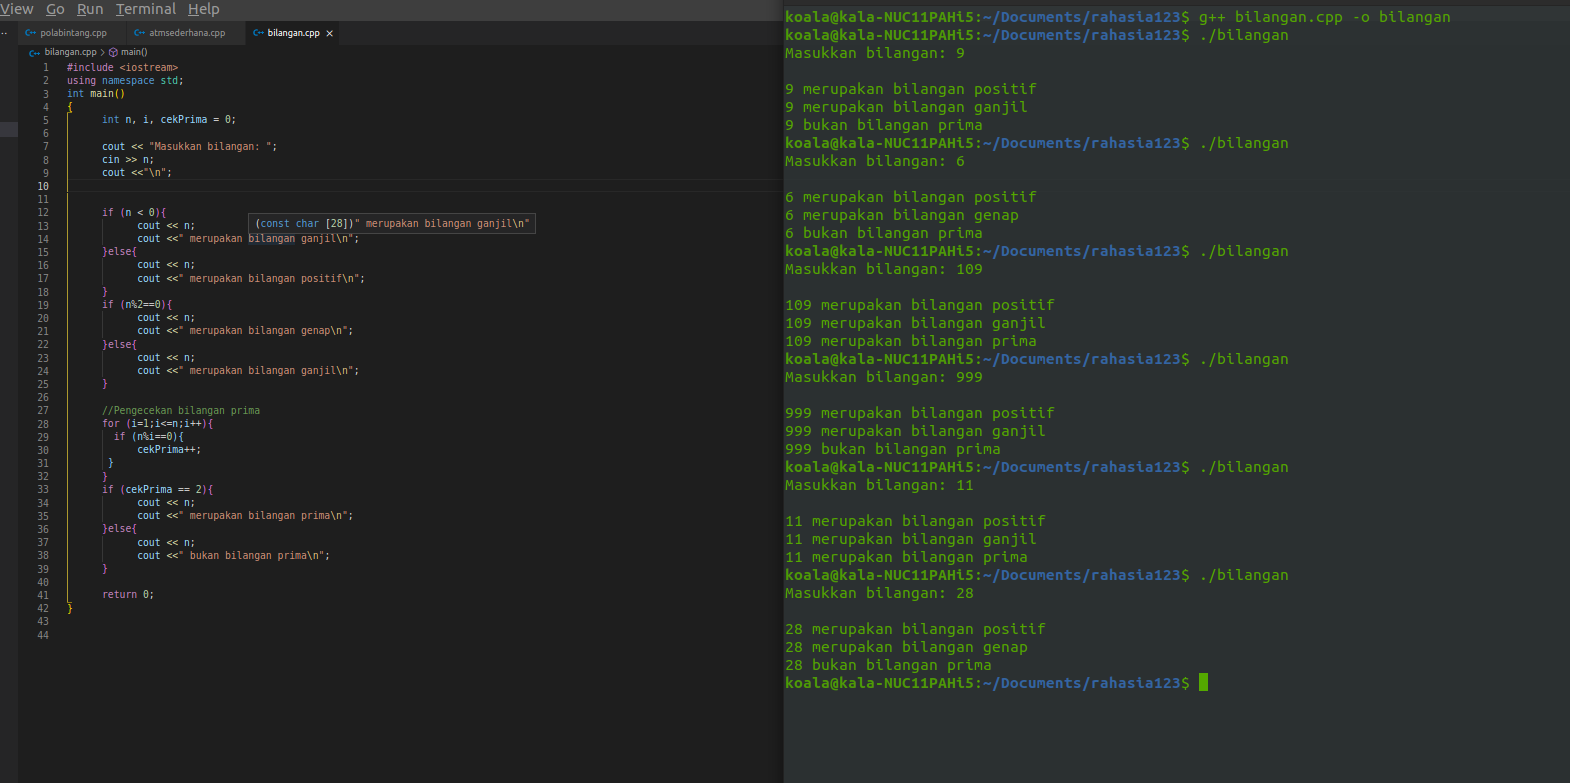 View Go Run Terminal Help
polabintang.cpp atmsederhana.cpp bilangan.cpp ×
bilangan.cpp > main()
1 #include <iostream>
2 using namespace std;
3 int main()
4 {
5 int n, i, cekPrima = 0;
6
7 cout << "Masukkan bilangan: ";
8 cin >> n;
9 cout <<"\n";
10
11
12 if (n < 0){
(const char [28])" merupakan bilangan ganjil\n"
13 cout << n;
14 cout <<" merupakan bilangan ganjil\n";
15 }else{
16 cout << n;
17 cout <<" merupakan bilangan positif\n";
18 }
19 if (n%2==0){
20 cout << n;
21 cout <<" merupakan bilangan genap\n";
22 }else{
23 cout << n;
24 cout <<" merupakan bilangan ganjil\n";
25 }
26
27 //Pengecekan bilangan prima
28 for (i=1;i<=n;i++){
29 if (n%i==0){
30 cekPrima++;
31 }
32 }
33 if (cekPrima == 2){
34 cout << n;
35 cout <<" merupakan bilangan prima\n";
36 }else{
37 cout << n;
38 cout <<" bukan bilangan prima\n";
39 }
40
41 return 0;
42 }
43
44
koala@kala-NUC11PAHi5:~/Documents/rahasia123$ g++ bilangan.cpp -o bilangan
koala@kala-NUC11PAHi5:~/Documents/rahasia123$ ./bilangan
Masukkan bilangan: 9
9 merupakan bilangan positif
9 merupakan bilangan ganjil
9 bukan bilangan prima
koala@kala-NUC11PAHi5:~/Documents/rahasia123$ ./bilangan
Masukkan bilangan: 6
6 merupakan bilangan positif
6 merupakan bilangan genap
6 bukan bilangan prima
koala@kala-NUC11PAHi5:~/Documents/rahasia123$ ./bilangan
Masukkan bilangan: 109
109 merupakan bilangan positif
109 merupakan bilangan ganjil
109 merupakan bilangan prima
koala@kala-NUC11PAHi5:~/Documents/rahasia123$ ./bilangan
Masukkan bilangan: 999
999 merupakan bilangan positif
999 merupakan bilangan ganjil
999 bukan bilangan prima
koala@kala-NUC11PAHi5:~/Documents/rahasia123$ ./bilangan
Masukkan bilangan: 11
11 merupakan bilangan positif
11 merupakan bilangan ganjil
11 merupakan bilangan prima
koala@kala-NUC11PAHi5:~/Documents/rahasia123$ ./bilangan
Masukkan bilangan: 28
28 merupakan bilangan positif
28 merupakan bilangan genap
28 bukan bilangan prima
koala@kala-NUC11PAHi5:~/Documents/rahasia123$